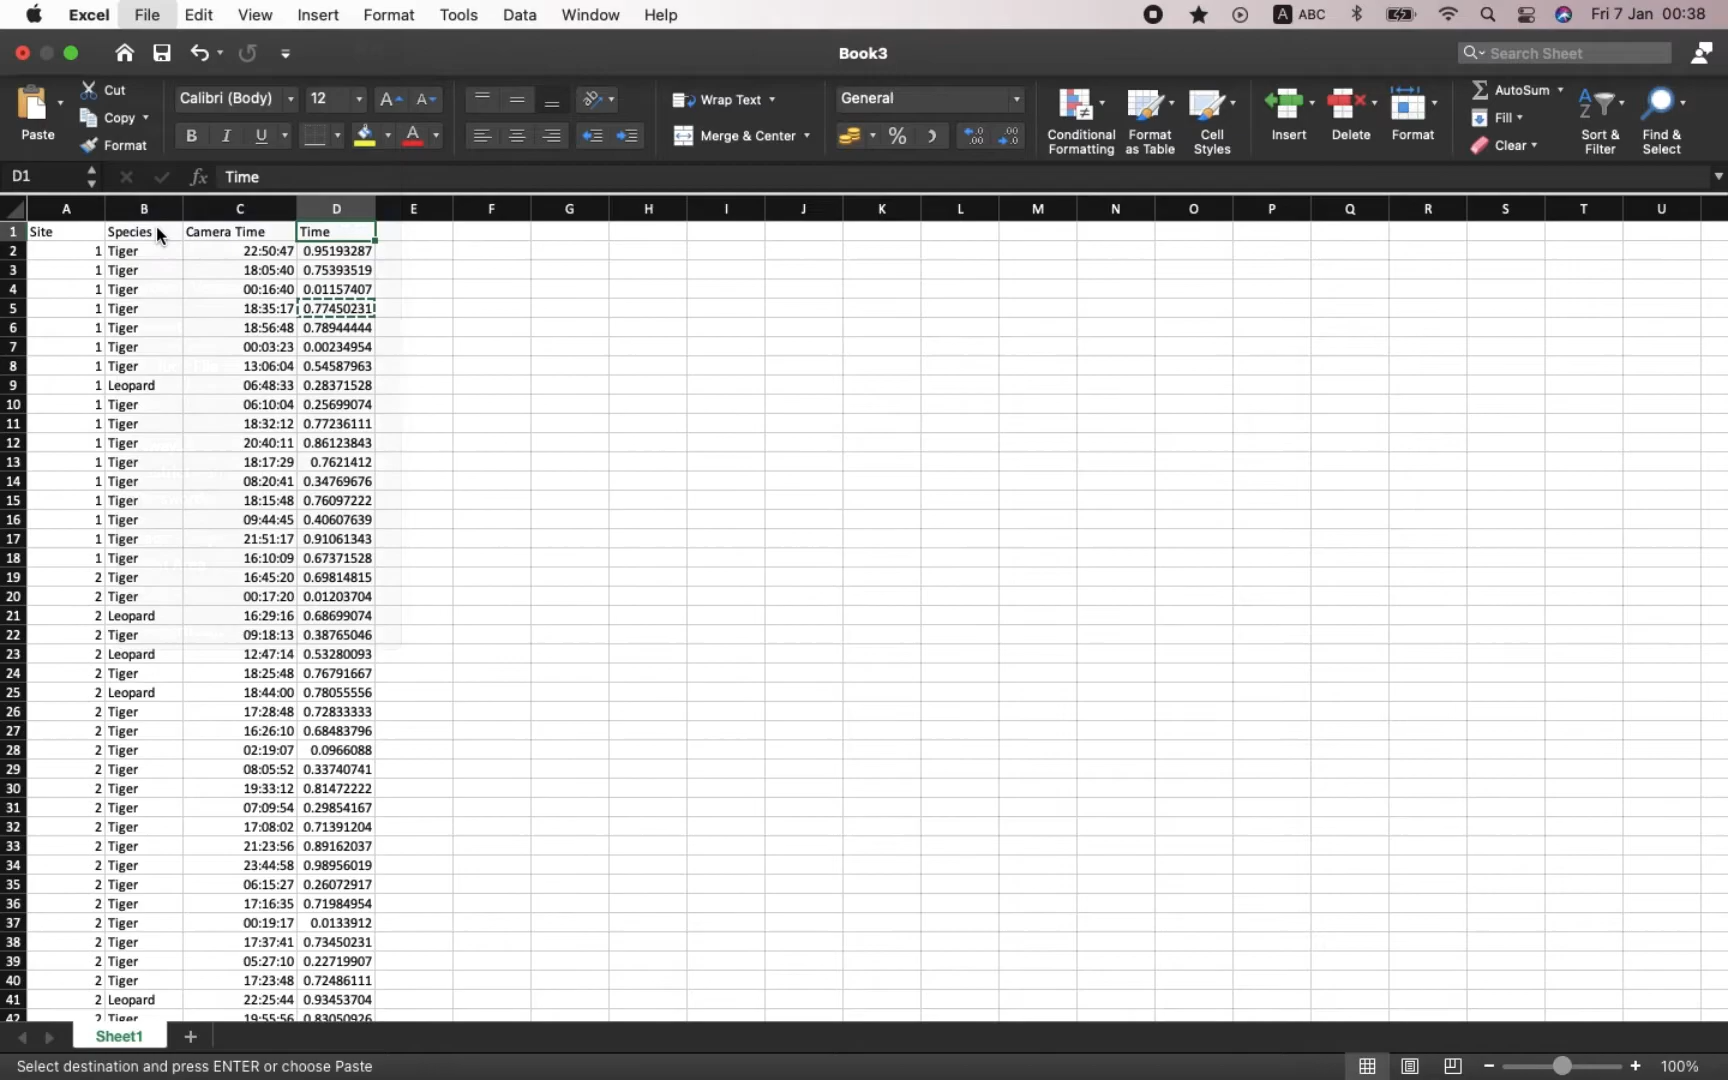 Excel File Edit View Insert Format Tools Data Window Help A ABC Fri 7 Jan 00:38
Book3 Search Sheet
Paste Cut Copy Format Calibri (Body) 12 Wrap Text Merge & Center General Conditional Formatting Format as Table Cell Styles Insert Delete Format AutoSum Fill Clear Sort & Filter Find & Select
D1 fx Time
A B C D E F G H I J K L M N O P Q R S T U
1 Site Species Camera Time Time
2 1 Tiger 22:50:47 0.95193287
3 1 Tiger 18:05:40 0.75393519
4 1 Tiger 00:16:40 0.01157407
5 1 Tiger 18:35:17 0.77450231
6 1 Tiger 18:56:48 0.78944444
7 1 Tiger 00:03:23 0.00234954
8 1 Tiger 13:06:04 0.54587963
9 1 Leopard 06:48:33 0.28371528
10 1 Tiger 06:10:04 0.25699074
11 1 Tiger 18:32:12 0.77236111
12 1 Tiger 20:40:11 0.86123843
13 1 Tiger 18:17:29 0.7621412
14 1 Tiger 08:20:41 0.34769676
15 1 Tiger 18:15:48 0.76097222
16 1 Tiger 09:44:45 0.40607639
17 1 Tiger 21:51:17 0.91061343
18 1 Tiger 16:10:09 0.67371528
19 2 Tiger 16:45:20 0.69814815
20 2 Tiger 00:17:20 0.01203704
21 2 Leopard 16:29:16 0.68699074
22 2 Tiger 09:18:13 0.38765046
23 2 Leopard 12:47:14 0.53280093
24 2 Tiger 18:25:48 0.76791667
25 2 Leopard 18:44:00 0.78055556
26 2 Tiger 17:28:48 0.72833333
27 2 Tiger 16:26:10 0.68483796
28 2 Tiger 02:19:07 0.0966088
29 2 Tiger 08:05:52 0.33740741
30 2 Tiger 19:33:12 0.81472222
31 2 Tiger 07:09:54 0.29854167
32 2 Tiger 17:08:02 0.71391204
33 2 Tiger 21:23:56 0.89162037
34 2 Tiger 23:44:58 0.98956019
35 2 Tiger 06:15:27 0.26072917
36 2 Tiger 17:16:35 0.71984954
37 2 Tiger 00:19:17 0.0133912
38 2 Tiger 17:37:41 0.73450231
39 2 Tiger 05:27:10 0.22719907
40 2 Tiger 17:23:48 0.72486111
41 2 Leopard 22:25:44 0.93453704
42 2 Tiger 19:55:56 0.83050926
Sheet1
Select destination and press ENTER or choose Paste 100%